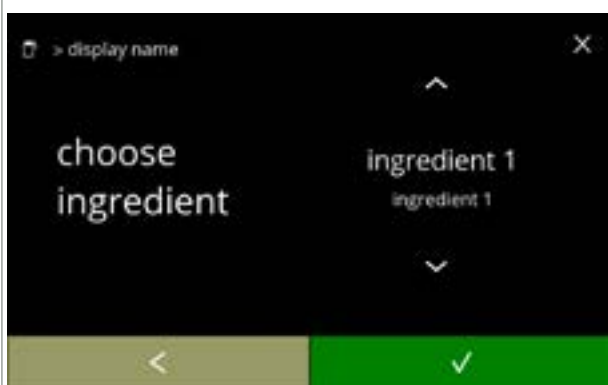 > display name
choose
ingredient
ingredient 1
ingredient 1